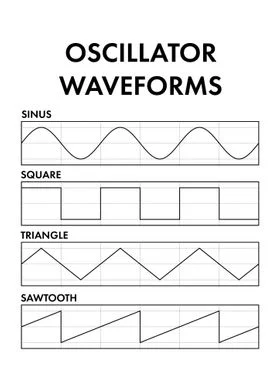 OSCILLATOR
WAVEFORMS
SINUS
SQUARE
TRIANGLE
SAWTOOTH